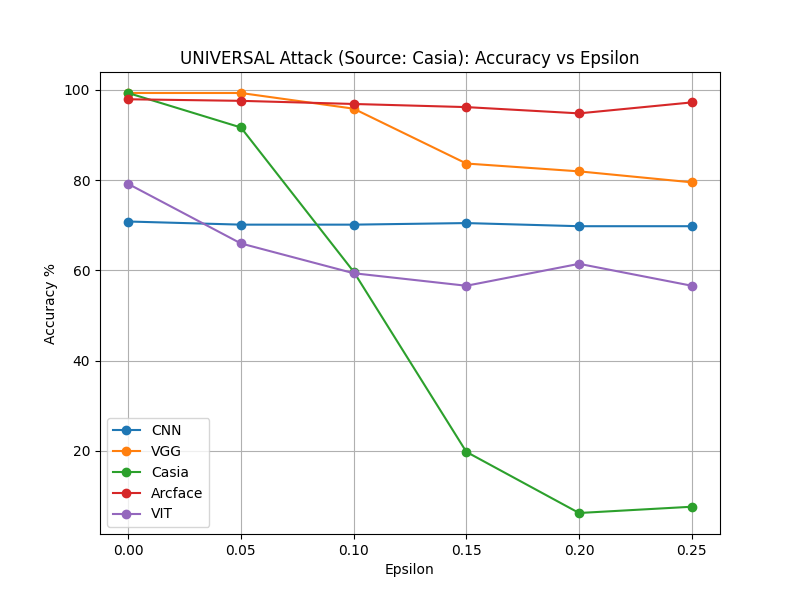 UNIVERSAL Attack (Source: Casia): Accuracy vs Epsilon
100
80
60
40
20
Accuracy %
CNN
VGG
Casia
Arcface
VIT
0.00 0.05 0.10 0.15 0.20 0.25
Epsilon